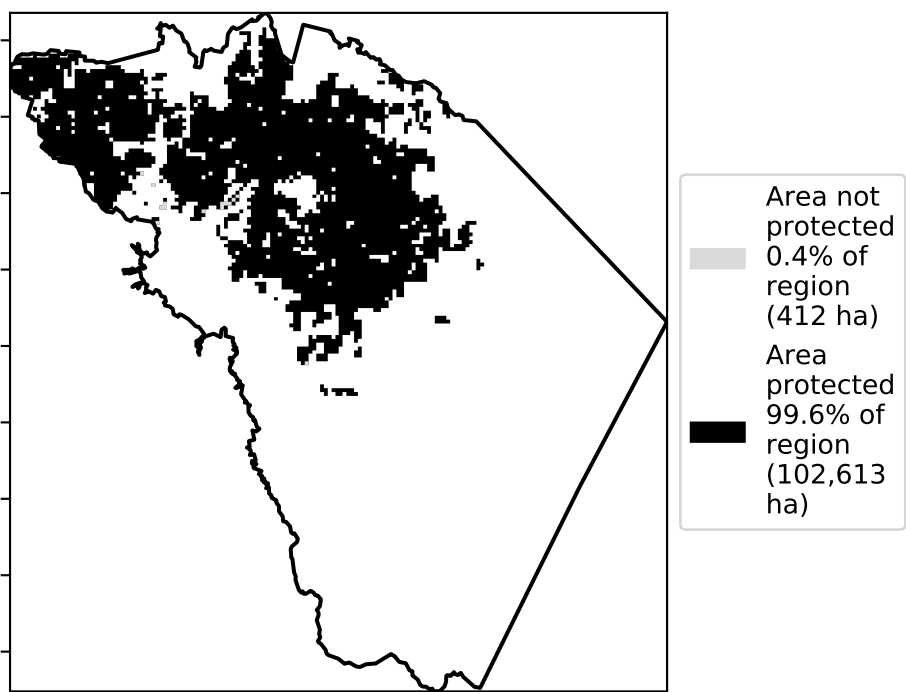 Area not
protected
0.4% of
region
(412 ha)
Area
protected
99.6% of
region
(102,613
ha)